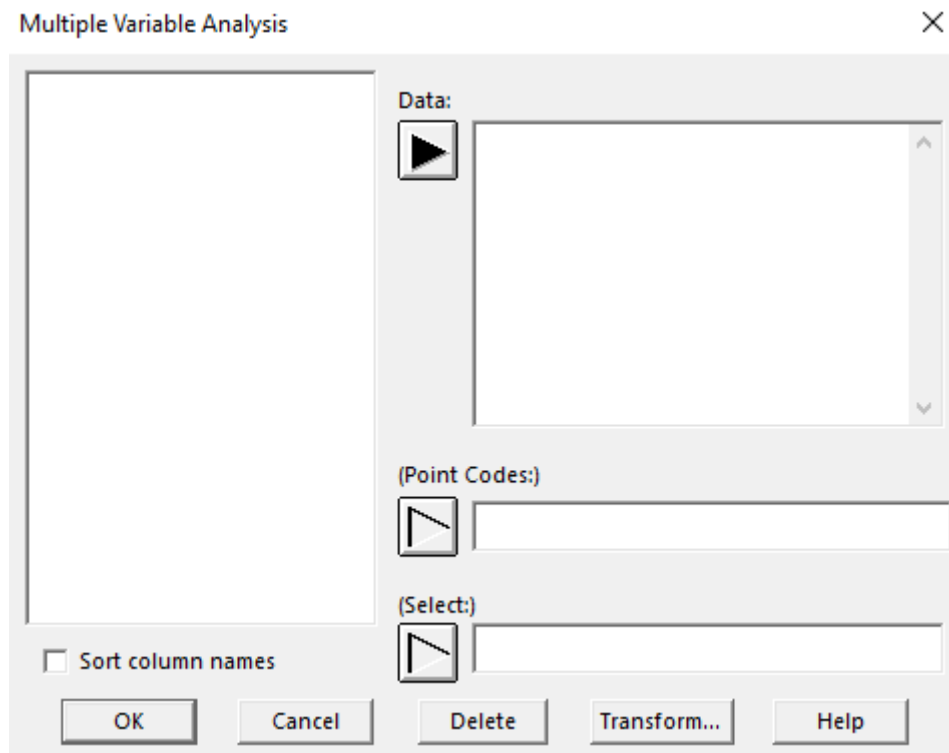 Multiple Variable Analysis
Data:
(Point Codes:)
(Select:)
Sort column names
OK Cancel Delete Transform... Help